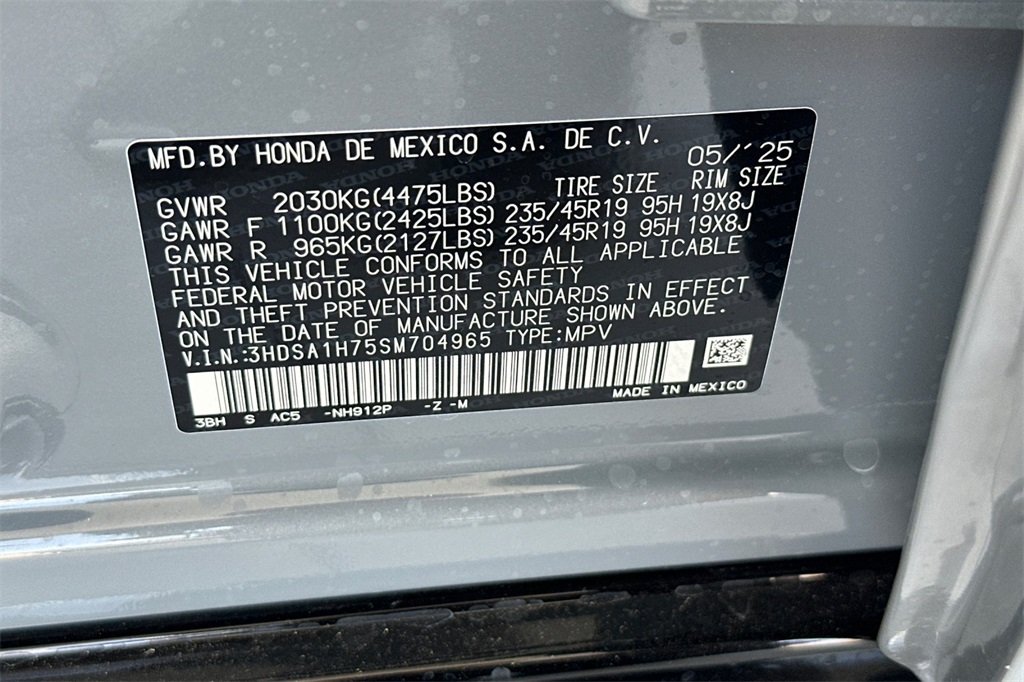 MFD.BY HONDA DE MEXICO S.A. DE C.V. 05/'25
GVWR 2030KG(4475LBS) TIRE SIZE RIM SIZE
GAWR F 1100KG(2425LBS) 235/45R19 95H 19X8J
GAWR R 965KG(2127LBS) 235/45R19 95H 19X8J
THIS VEHICLE CONFORMS TO ALL APPLICABLE
FEDERAL MOTOR VEHICLE SAFETY
AND THEFT PREVENTION STANDARDS IN EFFECT
ON THE DATE OF MANUFACTURE SHOWN ABOVE.
V.I.N.:3HDSA1H75SM704965 TYPE:MPV
MADE IN MEXICO
3BH S AC5 -NH912P -Z -M